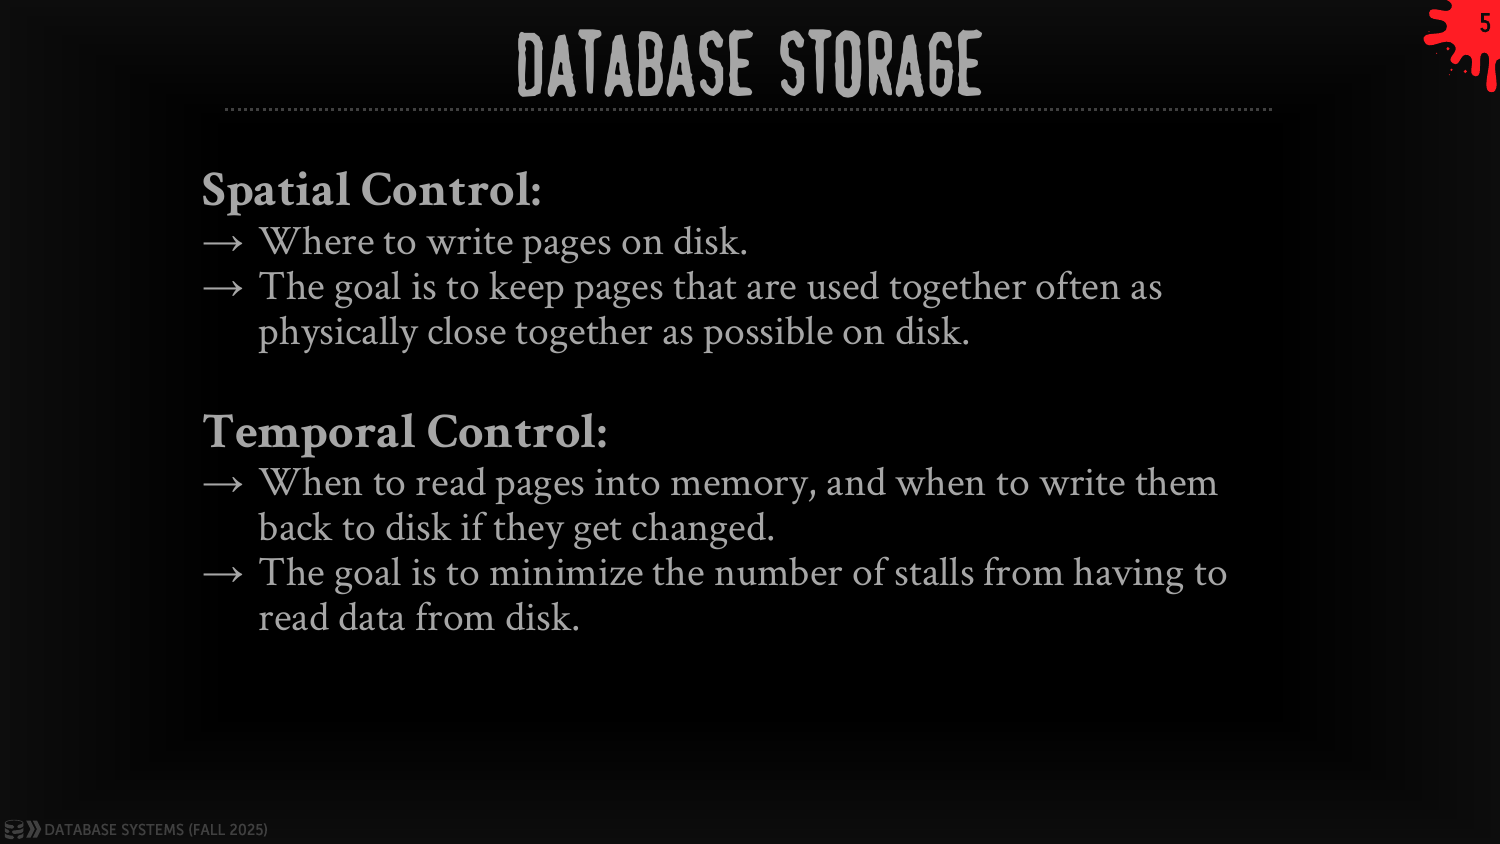 DATABASE STORAGE
5
Spatial Control:
→ Where to write pages on disk.
→ The goal is to keep pages that are used together often as
physically close together as possible on disk.
Temporal Control:
→ When to read pages into memory, and when to write them
back to disk if they get changed.
→ The goal is to minimize the number of stalls from having to
read data from disk.
DATABASE SYSTEMS (FALL 2025)